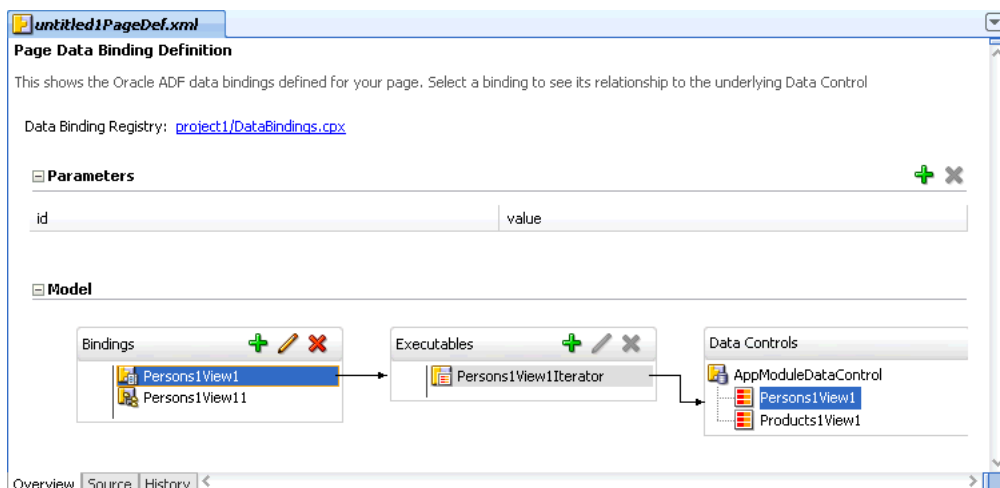 untitled1PageDef.xml
Page Data Binding Definition
This shows the Oracle ADF data bindings defined for your page. Select a binding to see its relationship to the underlying Data Control
Data Binding Registry: project1/DataBindings.cpx
Parameters
id value
Model
Bindings
Persons1View1
Persons1View11
Executables
Persons1View1Iterator
Data Controls
AppModuleDataControl
Persons1View1
Products1View1
Overview Source History